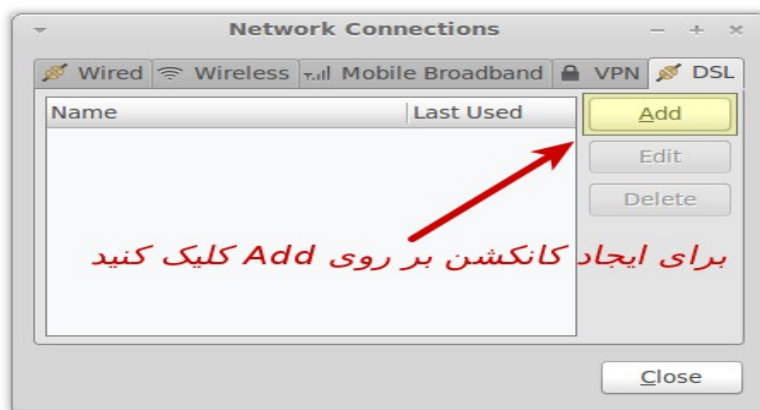 Network Connections
Wired Wireless Mobile Broadband VPN DSL
Name Last Used
Add
Edit
Delete
برای ایجاد کانکشن بر روی Add کلیک کنید
Close